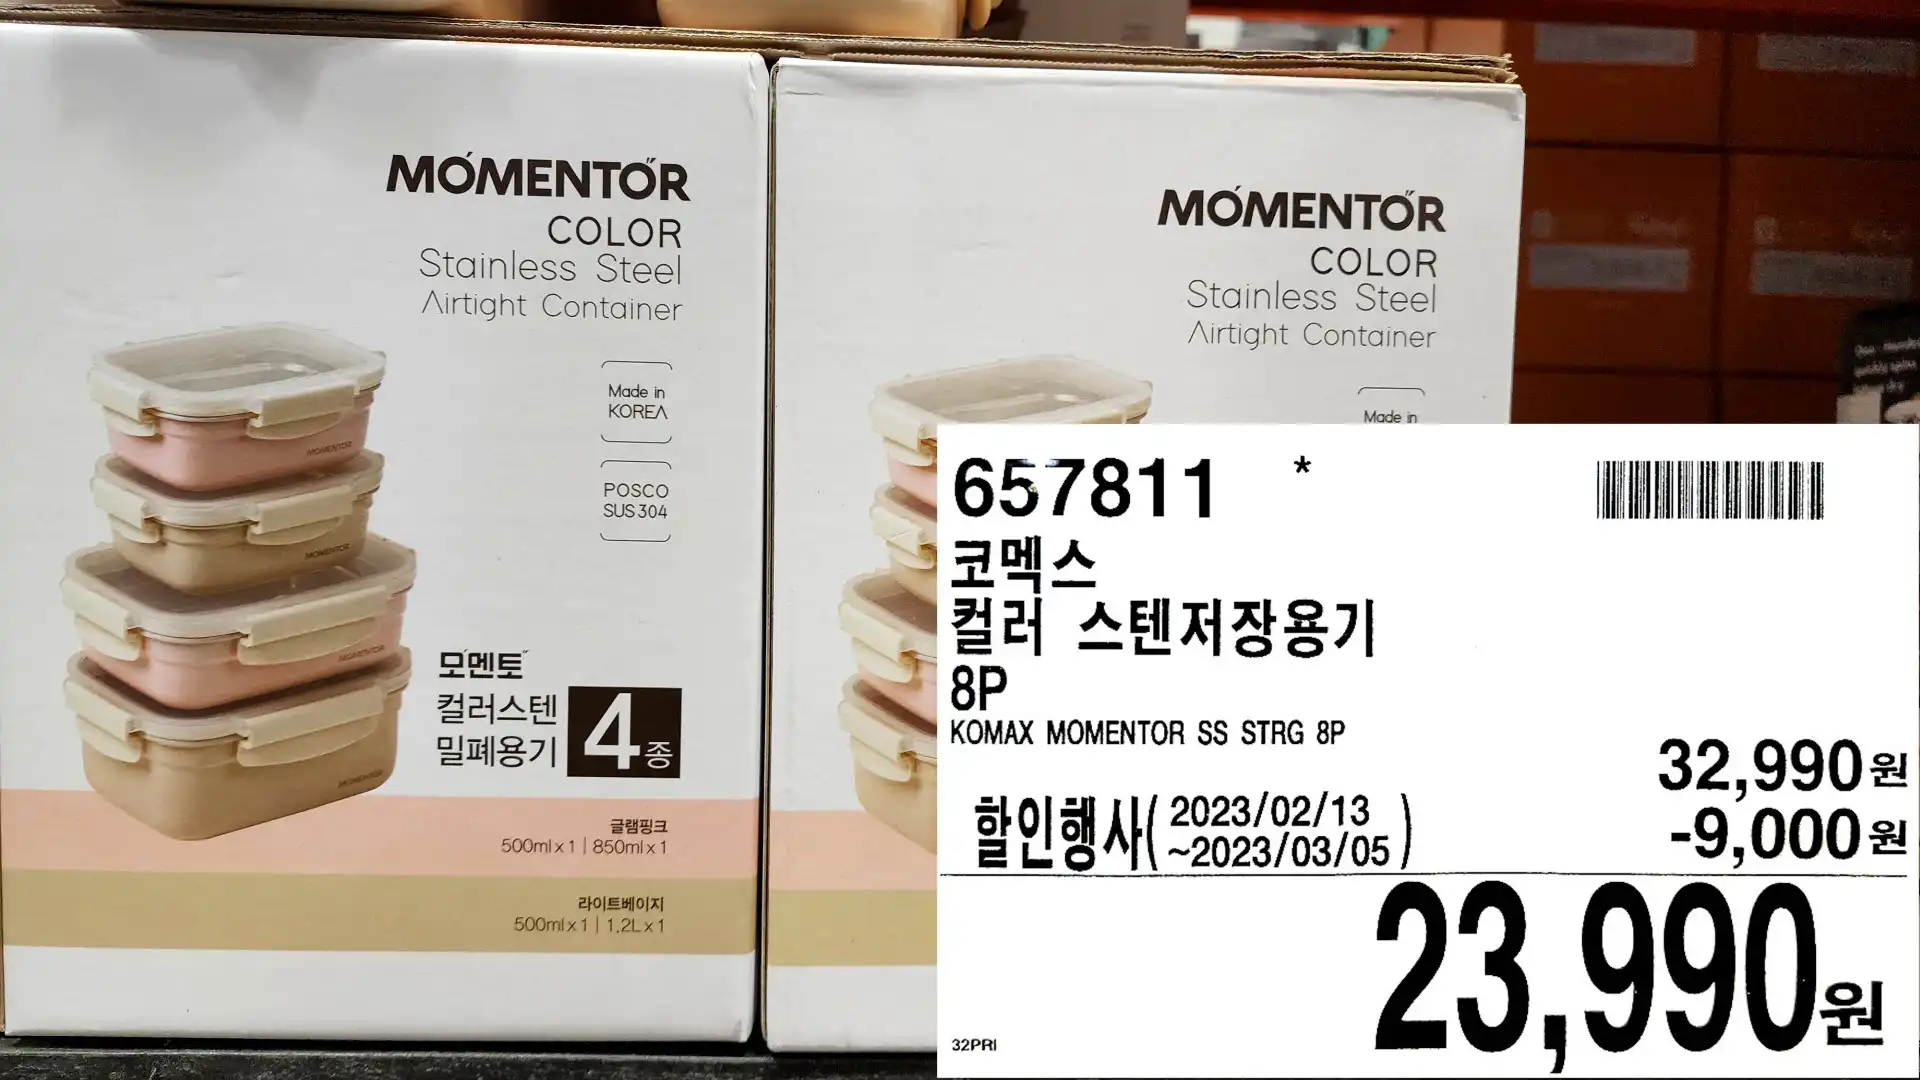 MOMENTOR
COLOR
Stainless Steel
Airtight Container
Made in
KOREA
POSCO
SUS304
MOMENTOR
MOMENTOR
MOMENTOR
MOMENTOR
모멘토
컬러스텐
밀폐용기
4종
글램핑크
500ml x 1 | 850ml x 1
라이트베이지
500ml x 1 | 1.2L x 1
MOMENTOR
COLOR
Stainless Steel
Airtight Container
Made in
657811 *
코멕스
컬러 스텐저장용기
8P
KOMAX MOMENTOR SS STRG 8P
32,990원
할인행사( 2023/02/13
~2023/03/05 )
-9,000원
23,990원
32PRI